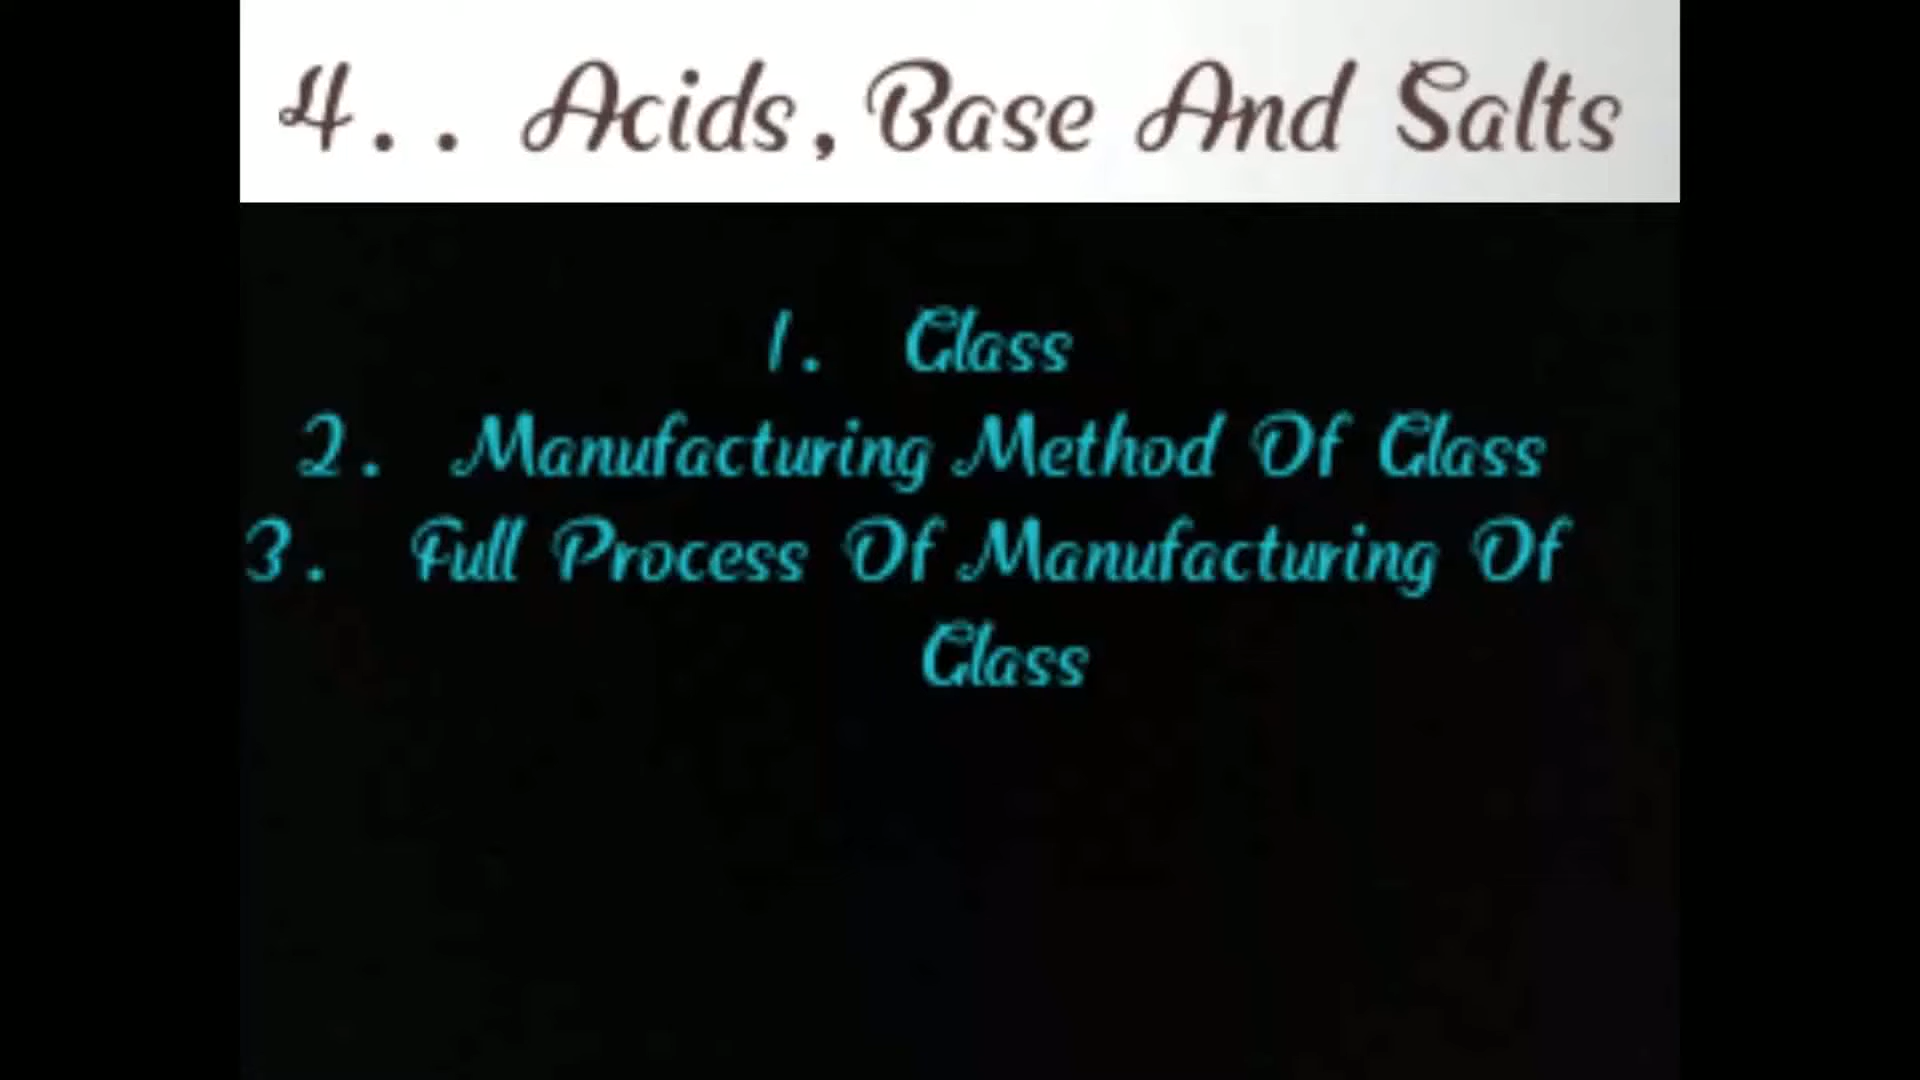 4.. Acids, Base And Salts
1. Glass
2. Manufacturing Method Of Glass
3. Full Process Of Manufacturing Of
Glass